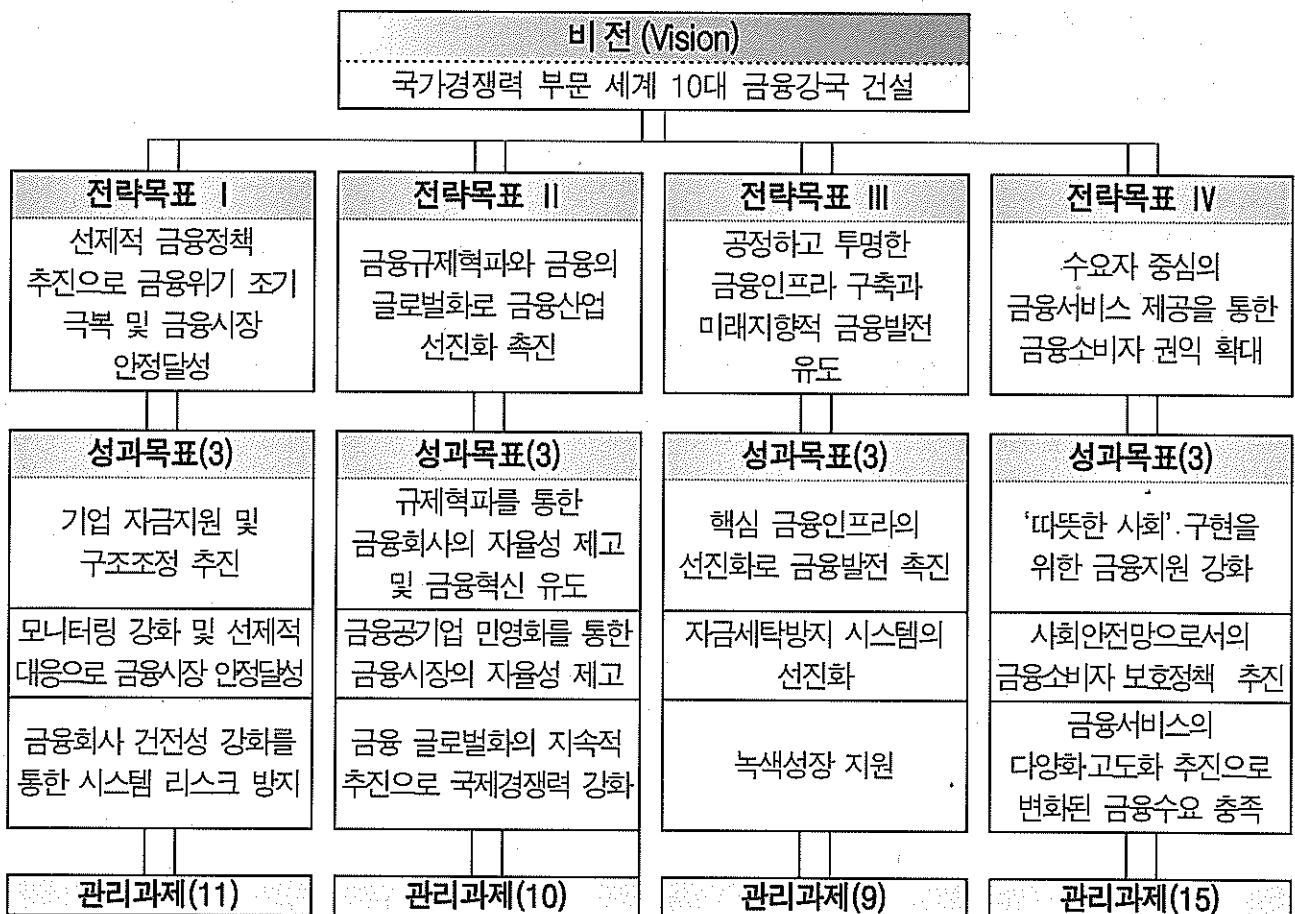 비 전 (Vision)
국가경쟁력 부문 세계 10대 금융강국 건설
전략목표 Ⅰ
선제적 금융정책
추진으로 금융위기 조기
극복 및 금융시장
안정달성
전략목표 Ⅱ
금융규제혁파와 금융의
글로벌화로 금융산업
선진화 촉진
전략목표 Ⅲ
공정하고 투명한
금융인프라 구축과
미래지향적 금융발전
유도
전략목표 Ⅳ
수요자 중심의
금융서비스 제공을 통한
금융소비자 권익 확대
성과목표(3)
기업 자금지원 및
구조조정 추진
모니터링 강화 및 선제적
대응으로 금융시장 안정달성
금융회사 건전성 강화를
통한 시스템 리스크 방지
성과목표(3)
규제혁파를 통한
금융회사의 자율성 제고
및 금융혁신 유도
금융공기업 민영화를 통한
금융시장의 자율성 제고
금융 글로벌화의 지속적
추진으로 국제경쟁력 강화
성과목표(3)
핵심 금융인프라의
선진화로 금융발전 촉진
자금세탁방지 시스템의
선진화
녹색성장 지원
성과목표(3)
'따뜻한 사회' 구현을
위한 금융지원 강화
사회안전망으로서의
금융소비자 보호정책 추진
금융서비스의
다양화·고도화 추진으로
변화된 금융수요 충족
관리과제(11)
관리과제(10)
관리과제(9)
관리과제(15)